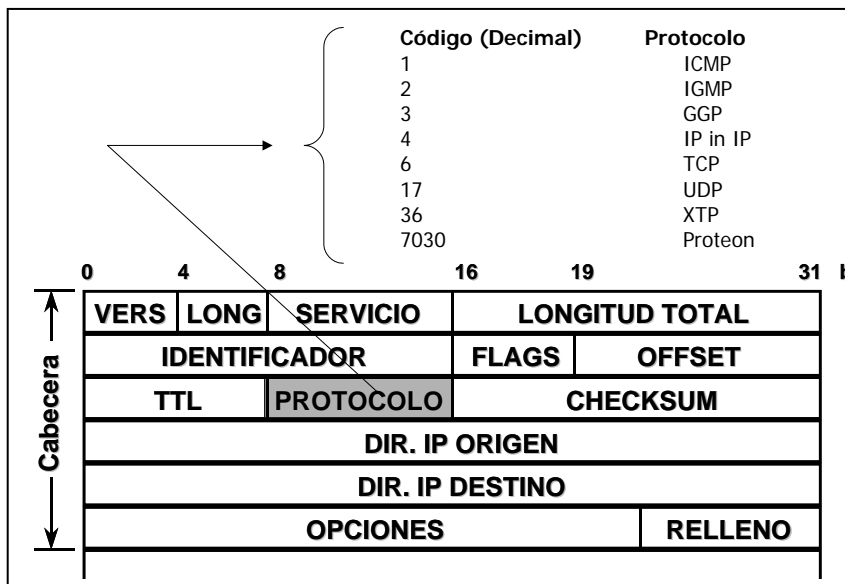 Código (Decimal) Protocolo
1 ICMP
2 IGMP
3 GGP
4 IP in IP
6 TCP
17 UDP
36 XTP
7030 Proteon
0 4 8 16 19 31 b
VERS LONG SERVICIO LONGITUD TOTAL
IDENTIFICADOR FLAGS OFFSET
TTL PROTOCOLO CHECKSUM
DIR. IP ORIGEN
DIR. IP DESTINO
OPCIONES RELLENO
Cabecera